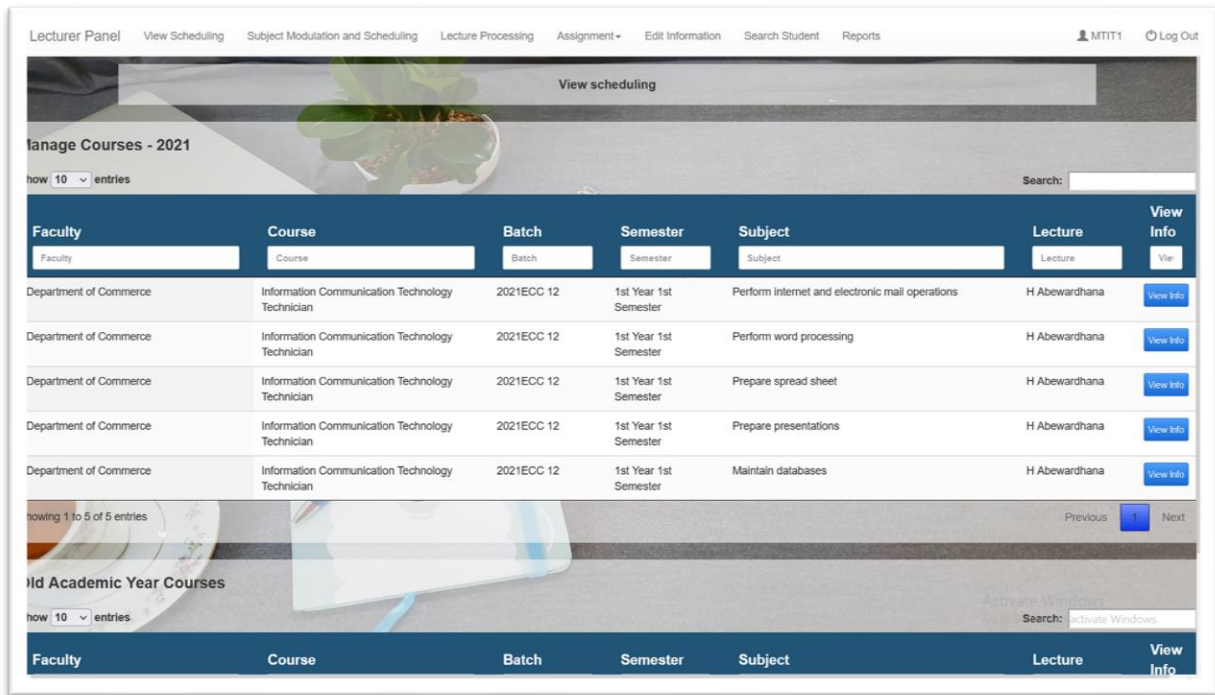 Lecturer Panel View Scheduling Subject Modulation and Scheduling Lecture Processing Assignment Edit Information Search Student Reports MTIT1 Log Out
View scheduling
Manage Courses - 2021
how 10 entries
Search:
View
Faculty Course Batch Semester Subject Lecture Info
Faculty Course Batch Semester Subject Lecture Vie
Department of Commerce Information Communication Technology 2021ECC 12 1st Year 1st Perform internet and electronic mail operations H Abewardhana View Info
Technician Semester
Department of Commerce Information Communication Technology 2021ECC 12 1st Year 1st Perform word processing H Abewardhana View Info
Technician Semester
Department of Commerce Information Communication Technology 2021ECC 12 1st Year 1st Prepare spread sheet H Abewardhana View Info
Technician Semester
Department of Commerce Information Communication Technology 2021ECC 12 1st Year 1st Prepare presentations H Abewardhana View Info
Technician Semester
Department of Commerce Information Communication Technology 2021ECC 12 1st Year 1st Maintain databases H Abewardhana View Info
Technician Semester
howing 1 to 5 of 5 entries Previous 1 Next
Old Academic Year Courses
Activate Windows
how 10 entries Search: activate Windows.
View
Faculty Course Batch Semester Subject Lecture Info